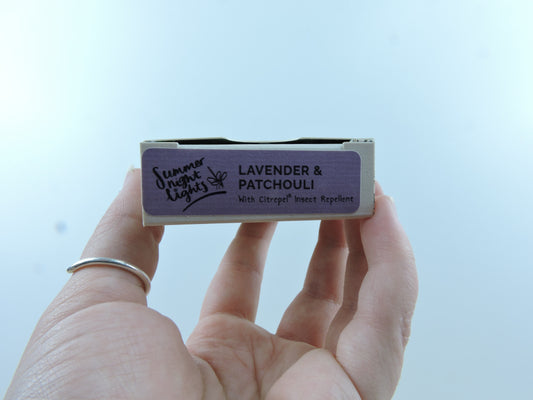 Summer
night
lights
LAVENDER &
PATCHOULI
With Citrepel® Insect Repellent